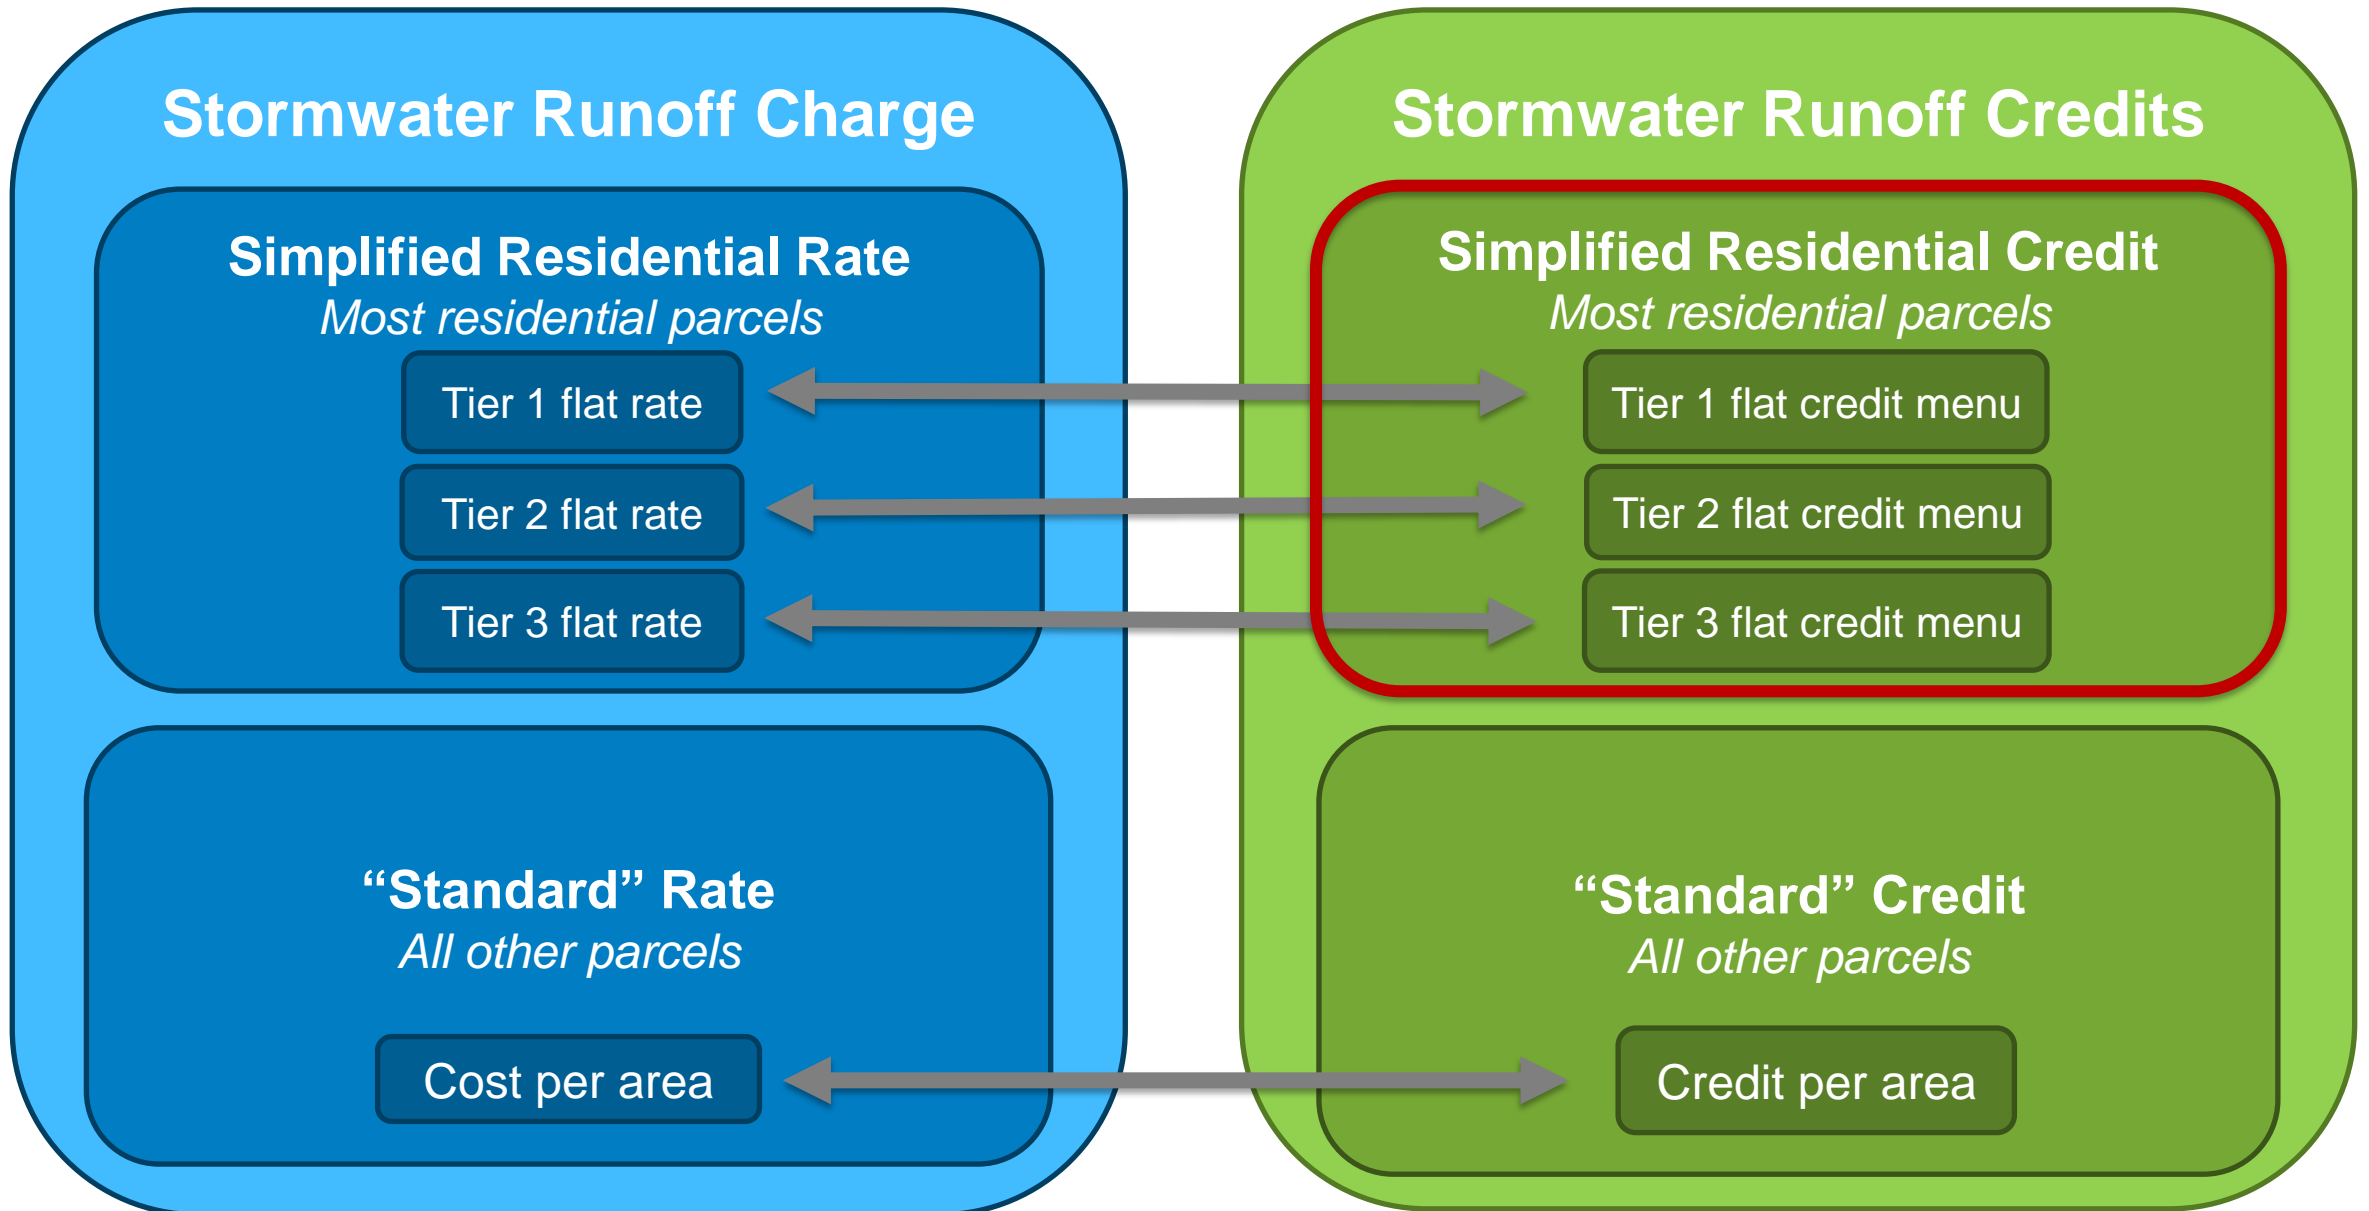 Stormwater Runoff Charge
Simplified Residential Rate
Most residential parcels
Tier 1 flat rate
Tier 2 flat rate
Tier 3 flat rate
“Standard” Rate
All other parcels
Cost per area
Stormwater Runoff Credits
Simplified Residential Credit
Most residential parcels
Tier 1 flat credit menu
Tier 2 flat credit menu
Tier 3 flat credit menu
“Standard” Credit
All other parcels
Credit per area